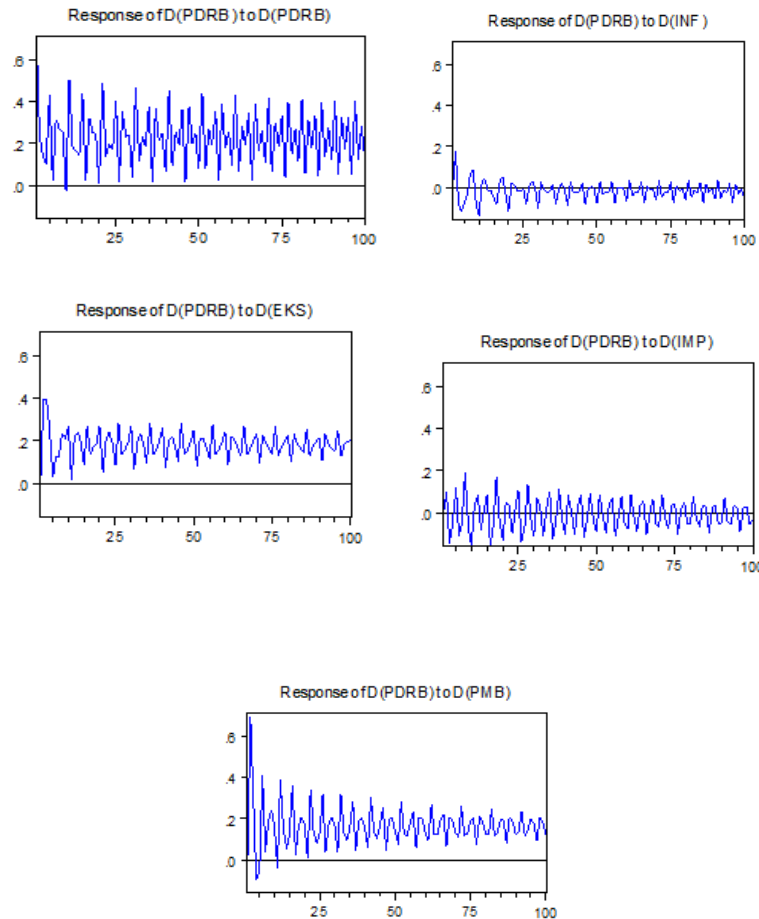 Response of D(PDRB) to D(PDRB)
.6
.4
.2
.0
25 50 75 100
Response of D(PDRB) to D(INF)
.6
.4
.2
.0
25 50 75 100
Response of D(PDRB) to D(EKS)
.6
.4
.2
.0
25 50 75 100
Response of D(PDRB) to D(IMP)
.6
.4
.2
.0
25 50 75 100
Response of D(PDRB) to D(PMB)
.6
.4
.2
.0
25 50 75 100